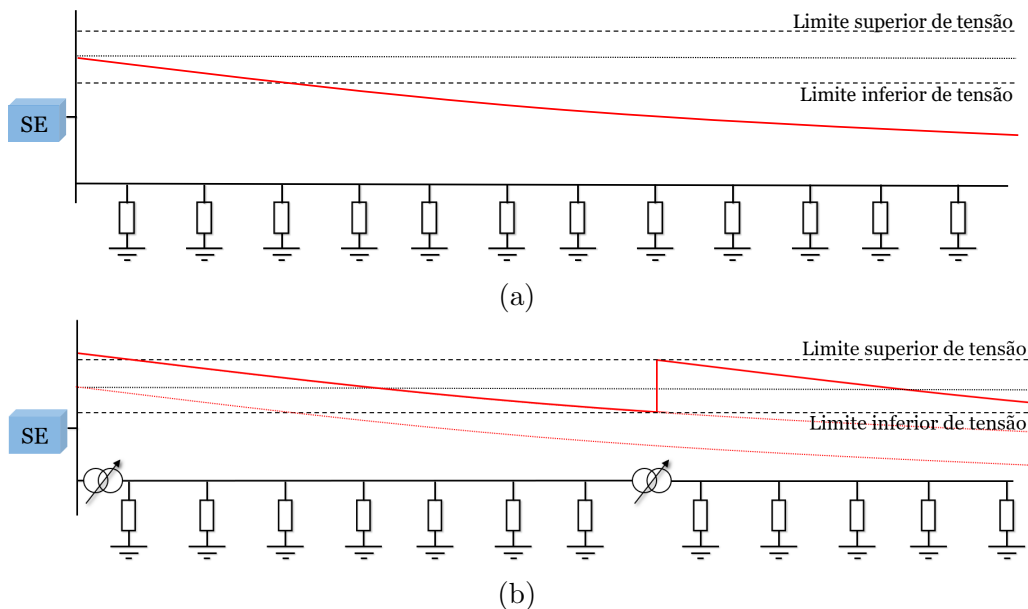 Limite superior de tensão
Limite inferior de tensão
SE
(a)
Limite superior de tensão
Limite inferior de tensão
SE
(b)